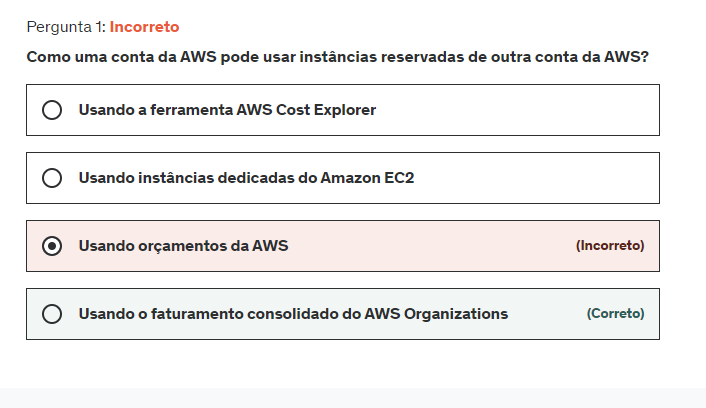 Pergunta 1: Incorreto
Como uma conta da AWS pode usar instâncias reservadas de outra conta da AWS?
Usando a ferramenta AWS Cost Explorer
Usando instâncias dedicadas do Amazon EC2
Usando orçamentos da AWS (Incorreto)
Usando o faturamento consolidado do AWS Organizations (Correto)